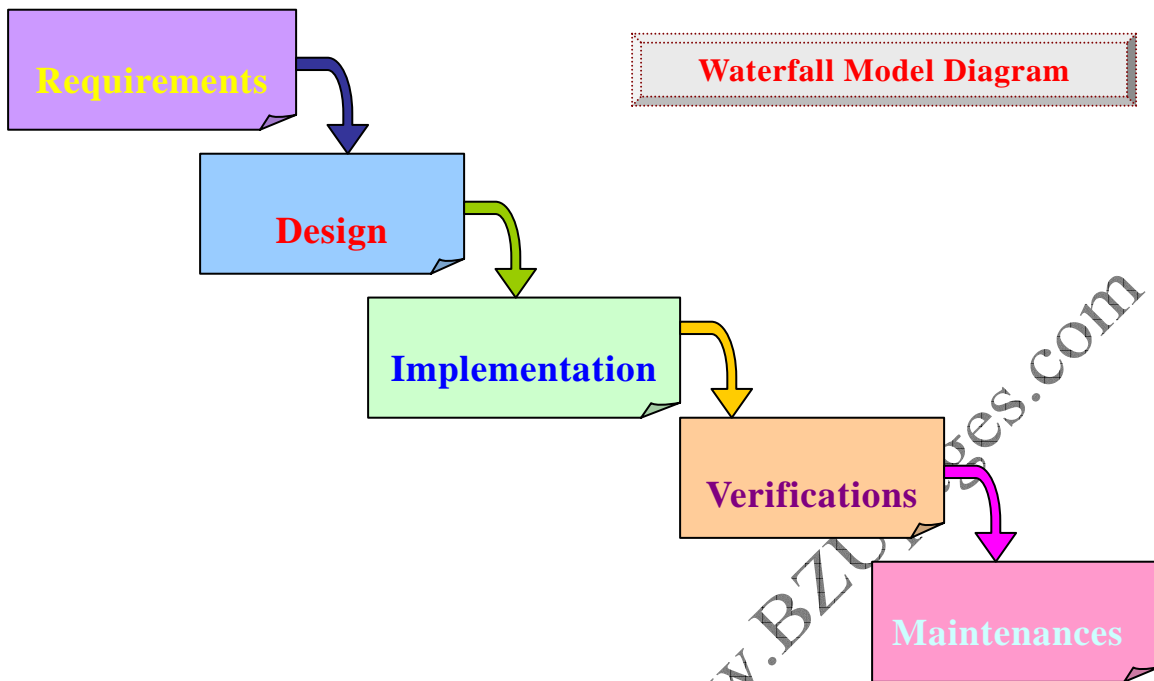 Requirements
Waterfall Model Diagram
Design
Implementation
Verifications
Maintenances